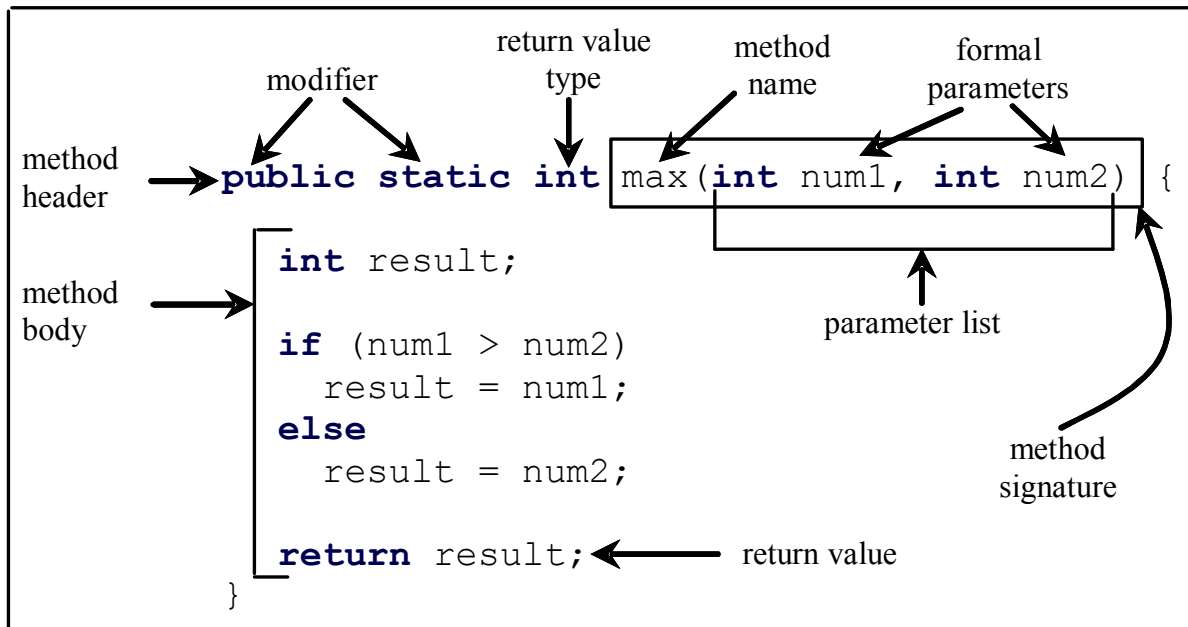 return value
type
method
name
formal
parameters
modifier
method
header
public static int max(int num1, int num2) {
int result;
method
body
parameter list
if (num1 > num2)
result = num1;
else
result = num2;
method
signature
return result;
return value
}